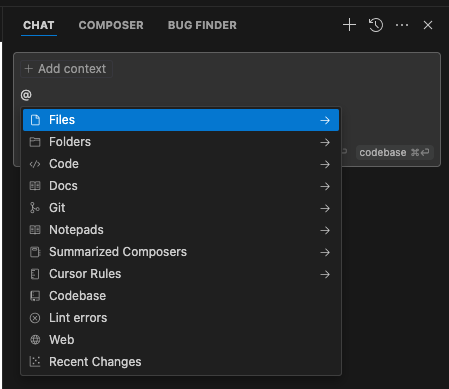 CHAT COMPOSER BUG FINDER
+ Add context
@
Files
Folders
Code
codebase ⌘⏎
Docs
Git
Notepads
Summarized Composers
Cursor Rules
Codebase
Lint errors
Web
Recent Changes